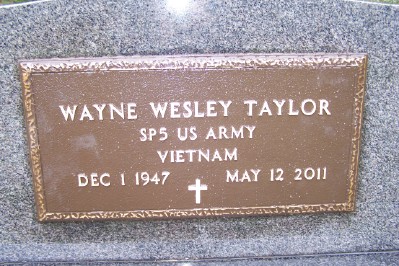 WAYNE WESLEY TAYLOR
SP5 US ARMY
VIETNAM
DEC 1 1947 MAY 12 2011